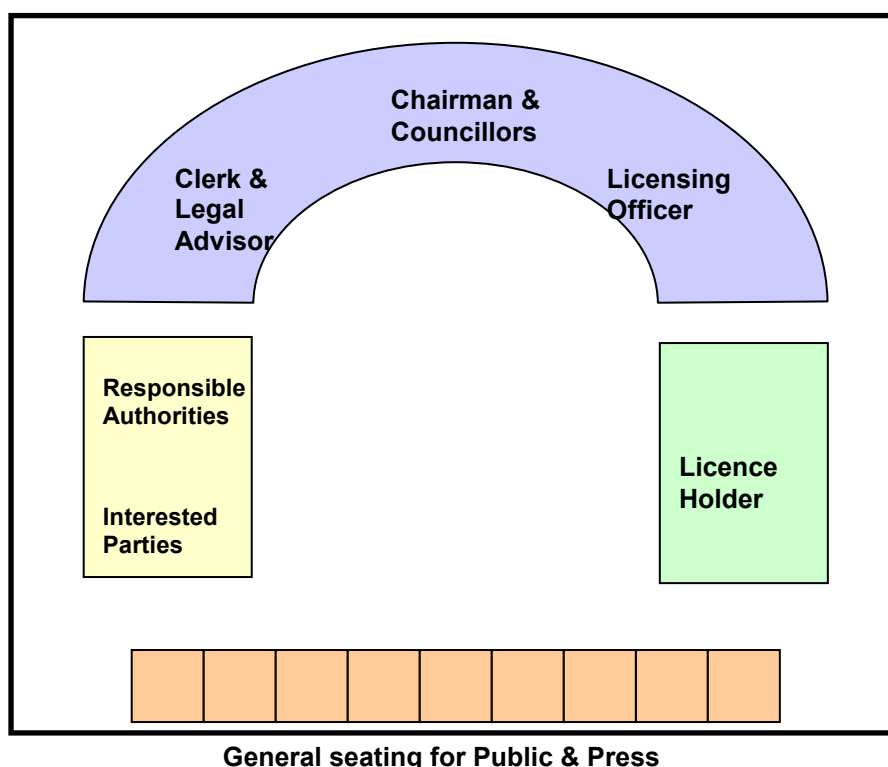 Chairman &
Councillors
Clerk &
Legal
Advisor
Licensing
Officer
Responsible
Authorities
Interested
Parties
Licence
Holder
General seating for Public & Press